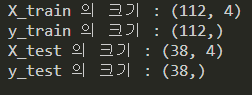 X_train 의 크기 : (112, 4)
y_train 의 크기 : (112,)
X_test 의 크기 : (38, 4)
y_test 의 크기 : (38,)